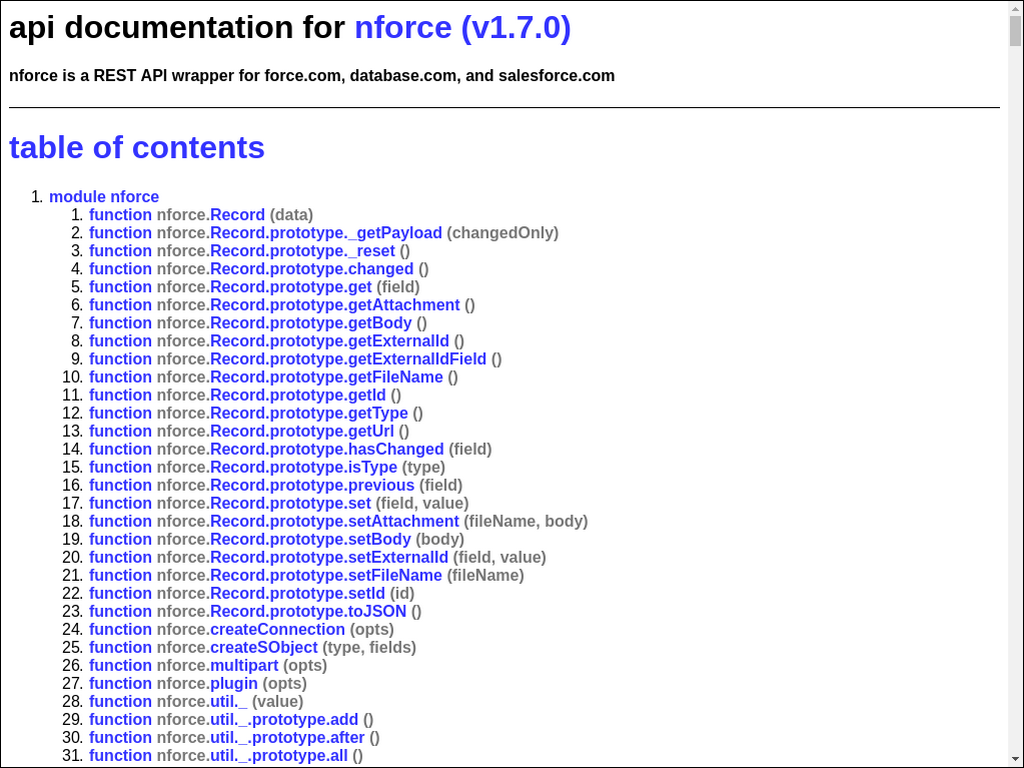 api documentation for nforce (v1.7.0)
nforce is a REST API wrapper for force.com, database.com, and salesforce.com
table of contents
1. module nforce
1. function nforce.Record (data)
2. function nforce.Record.prototype._getPayload (changedOnly)
3. function nforce.Record.prototype._reset ()
4. function nforce.Record.prototype.changed ()
5. function nforce.Record.prototype.get (field)
6. function nforce.Record.prototype.getAttachment ()
7. function nforce.Record.prototype.getBody ()
8. function nforce.Record.prototype.getExternalId ()
9. function nforce.Record.prototype.getExternalIdField ()
10. function nforce.Record.prototype.getFileName ()
11. function nforce.Record.prototype.getId ()
12. function nforce.Record.prototype.getType ()
13. function nforce.Record.prototype.getUrl ()
14. function nforce.Record.prototype.hasChanged (field)
15. function nforce.Record.prototype.isType (type)
16. function nforce.Record.prototype.previous (field)
17. function nforce.Record.prototype.set (field, value)
18. function nforce.Record.prototype.setAttachment (fileName, body)
19. function nforce.Record.prototype.setBody (body)
20. function nforce.Record.prototype.setExternalId (field, value)
21. function nforce.Record.prototype.setFileName (fileName)
22. function nforce.Record.prototype.setId (id)
23. function nforce.Record.prototype.toJSON ()
24. function nforce.createConnection (opts)
25. function nforce.createSObject (type, fields)
26. function nforce.multipart (opts)
27. function nforce.plugin (opts)
28. function nforce.util._ (value)
29. function nforce.util._.prototype.add ()
30. function nforce.util._.prototype.after ()
31. function nforce.util._.prototype.all ()